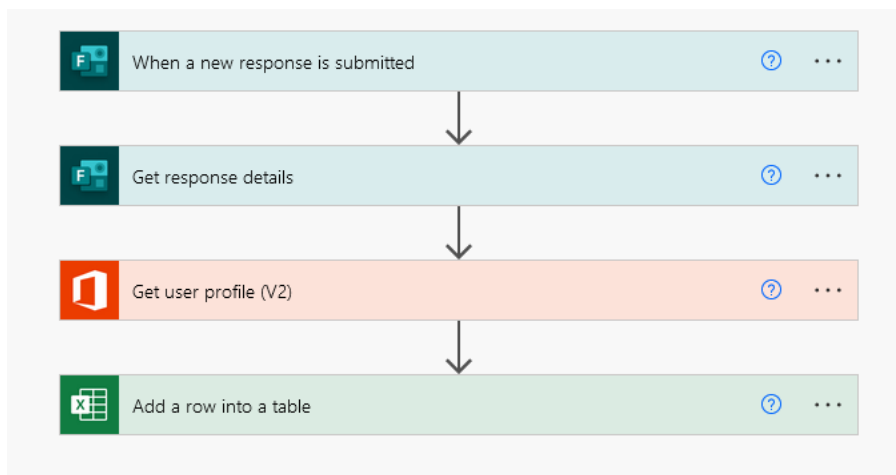 When a new response is submitted
Get response details
Get user profile (V2)
Add a row into a table